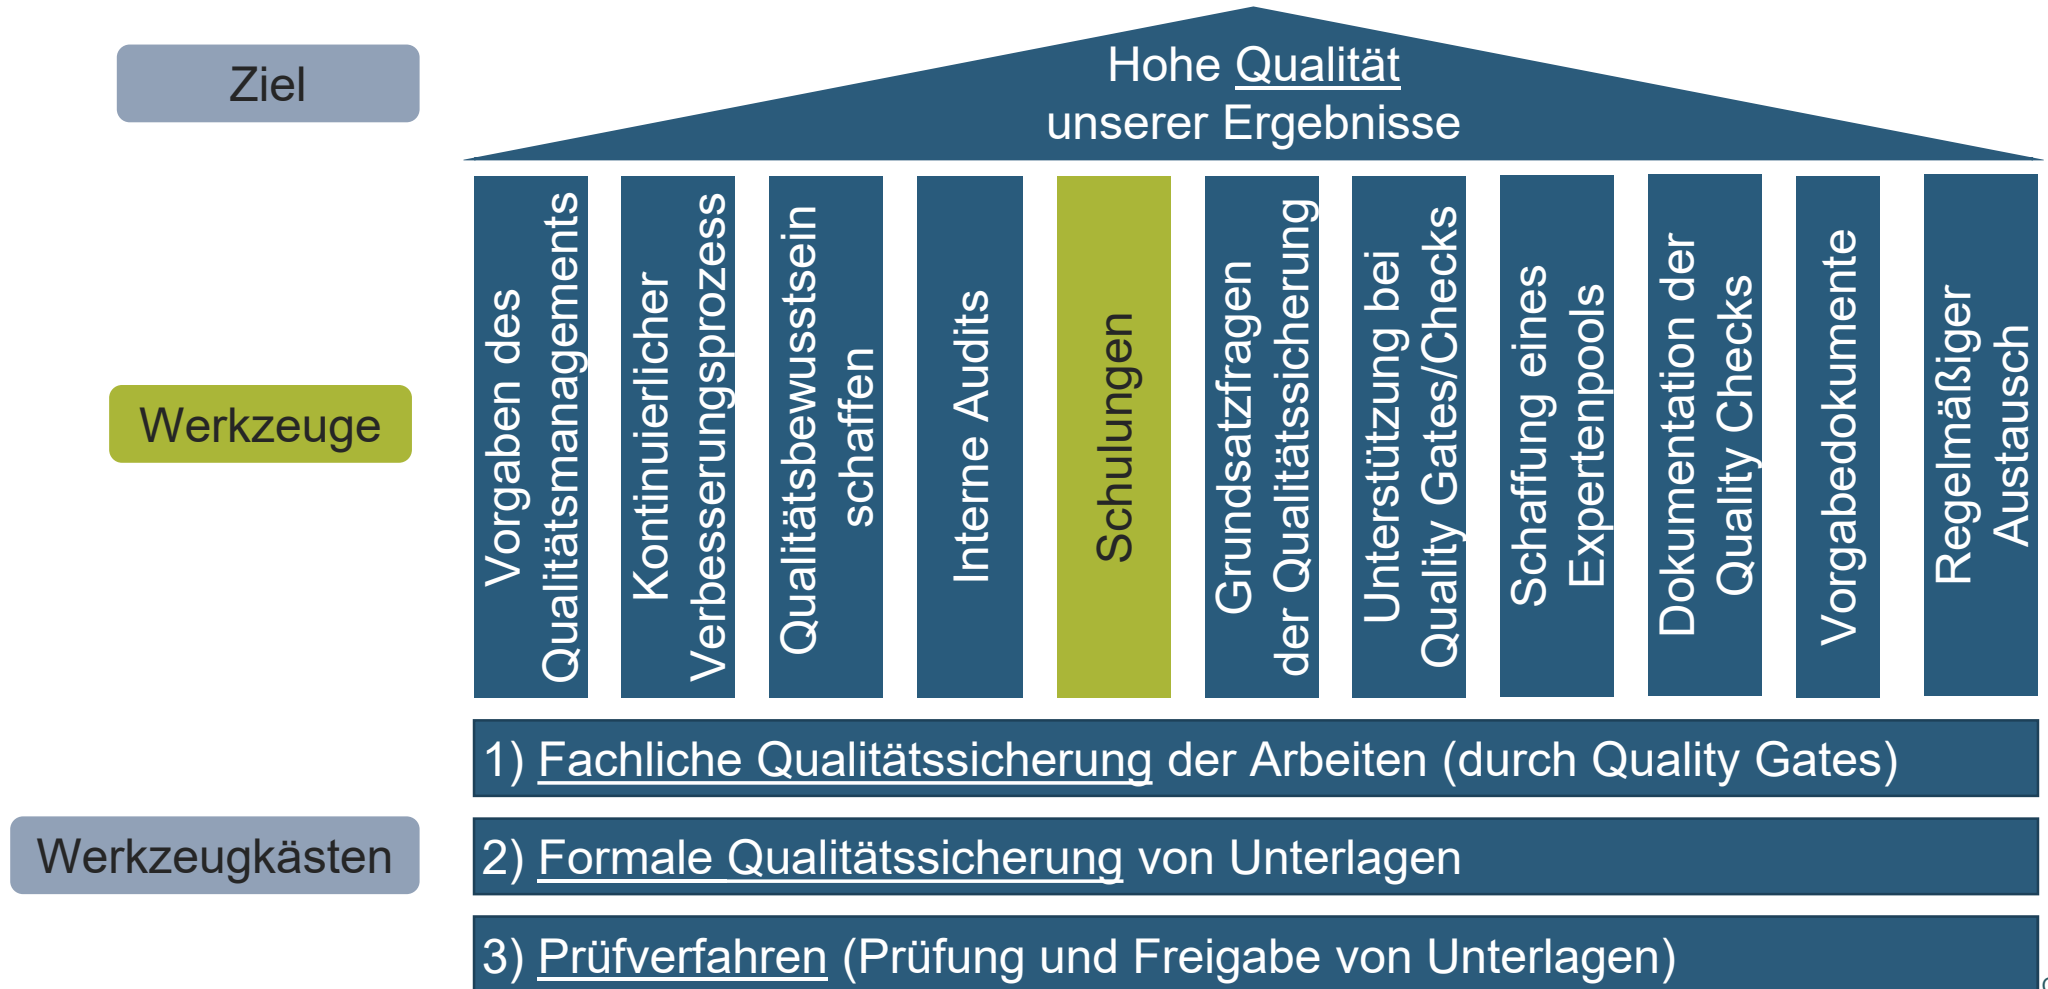 Ziel
Hohe Qualität
unserer Ergebnisse
Werkzeuge
Vorgaben des
Qualitätsmanagements
Kontinuierlicher
Verbesserungsprozess
Qualitätsbewusstsein
schaffen
Interne Audits
Schulungen
Grundsatzfragen
der Qualitätssicherung
Unterstützung bei
Quality Gates/Checks
Schaffung eines
Expertenpools
Dokumentation der
Quality Checks
Vorgabedokumente
Regelmäßiger
Austausch
Werkzeugkästen
1) Fachliche Qualitätssicherung der Arbeiten (durch Quality Gates)
2) Formale Qualitätssicherung von Unterlagen
3) Prüfverfahren (Prüfung und Freigabe von Unterlagen)